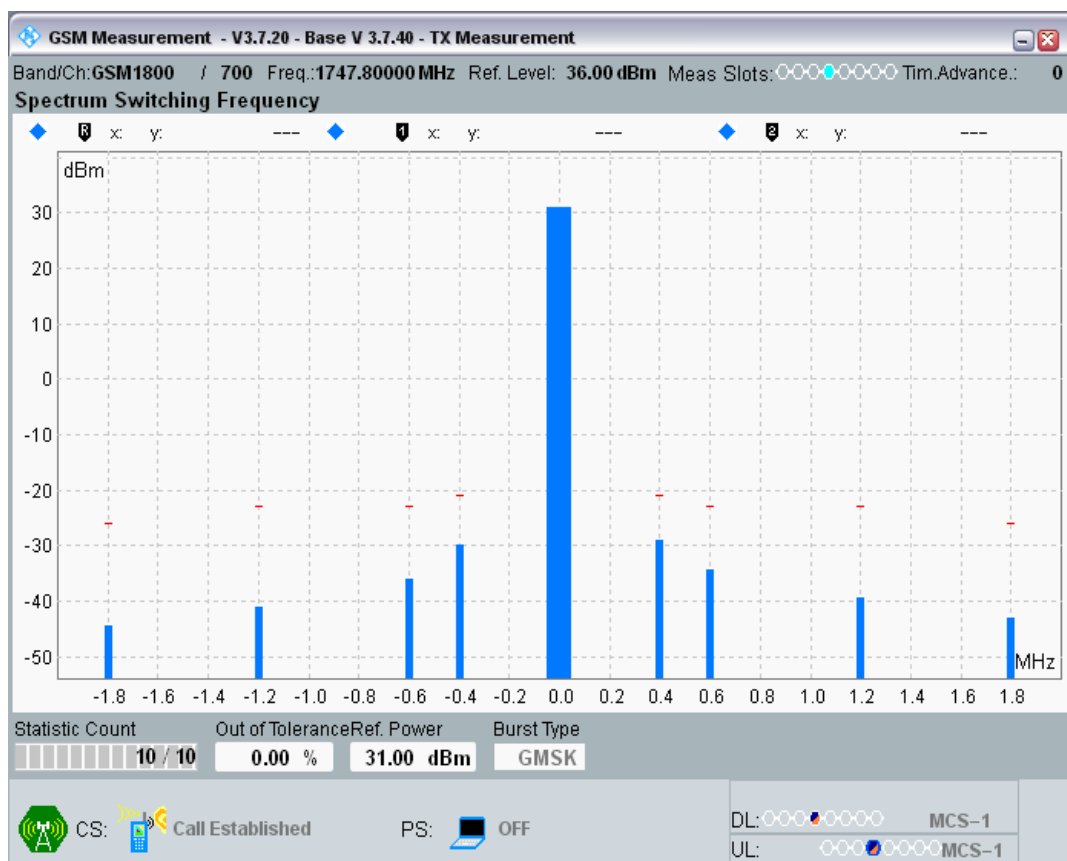 GSM Measurement - V3.7.20 - Base V 3.7.40 - TX Measurement
Band/Ch:GSM1800 / 700 Freq.:1747.80000 MHz Ref. Level: 36.00 dBm Meas Slots: Tim.Advance.: 0
Spectrum Switching Frequency
R x: y: --- 1 x: y: --- 2 x: y: ---
dBm
30
20
10
0
-10
-20
-30
-40
-50
MHz
-1.8 -1.6 -1.4 -1.2 -1.0 -0.8 -0.6 -0.4 -0.2 0.0 0.2 0.4 0.6 0.8 1.0 1.2 1.4 1.6 1.8
Statistic Count Out of Tolerance Ref. Power Burst Type
10 / 10 0.00 % 31.00 dBm GMSK
CS: Call Established PS: OFF
DL: MCS-1
UL: MCS-1